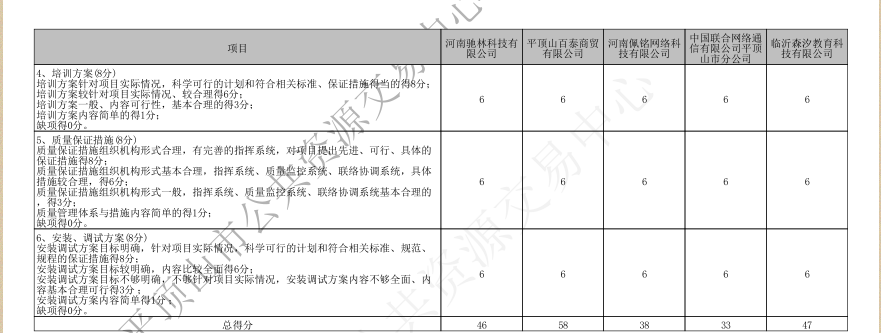 项目
河南驰林科技有
限公司
平顶山百泰商贸
有限公司
河南佩铭网络科
技有限公司
中国联合网络通
信有限公司平顶
山市分公司
临沂森汐教育科
技有限公司
4、培训方案(8分)
培训方案针对项目实际情况，科学可行的计划和符合相关标准、保证措施得当的得8分；
培训方案较针对项目实际情况、较合理得6分；
培训方案一般、内容可行性，基本合理的得3分；
培训方案内容简单的得1分；
缺项得0分。
6 6 6 6 6
5、质量保证措施(8分)
质量保证措施组织机构形式合理，有完善的指挥系统，对项目提出先进、可行、具体的
保证措施得8分；
质量保证措施组织机构形式基本合理，指挥系统、质量监控系统、联络协调系统，具体
措施较合理，得6分；
质量保证措施组织机构形式一般，指挥系统、质量监控系统、联络协调系统基本合理的
，得3分；
质量管理体系与措施内容简单的得1分；
缺项得0分。
6 6 6 6 6
6、安装、调试方案(8分)
安装调试方案目标明确，针对项目实际情况，科学可行的计划和符合相关标准、规范、
规程的保证措施得8分；
安装调试方案目标较明确，内容比较全面得6分；
安装调试方案目标不够明确，不够针对项目实际情况，安装调试方案内容不够全面、内
容基本合理可行得3分；
安装调试方案内容简单得1分；
缺项得0分。
6 6 6 6 6
总得分 46 58 38 33 47
平顶山市公共资源交易中心
公共资源交易中心